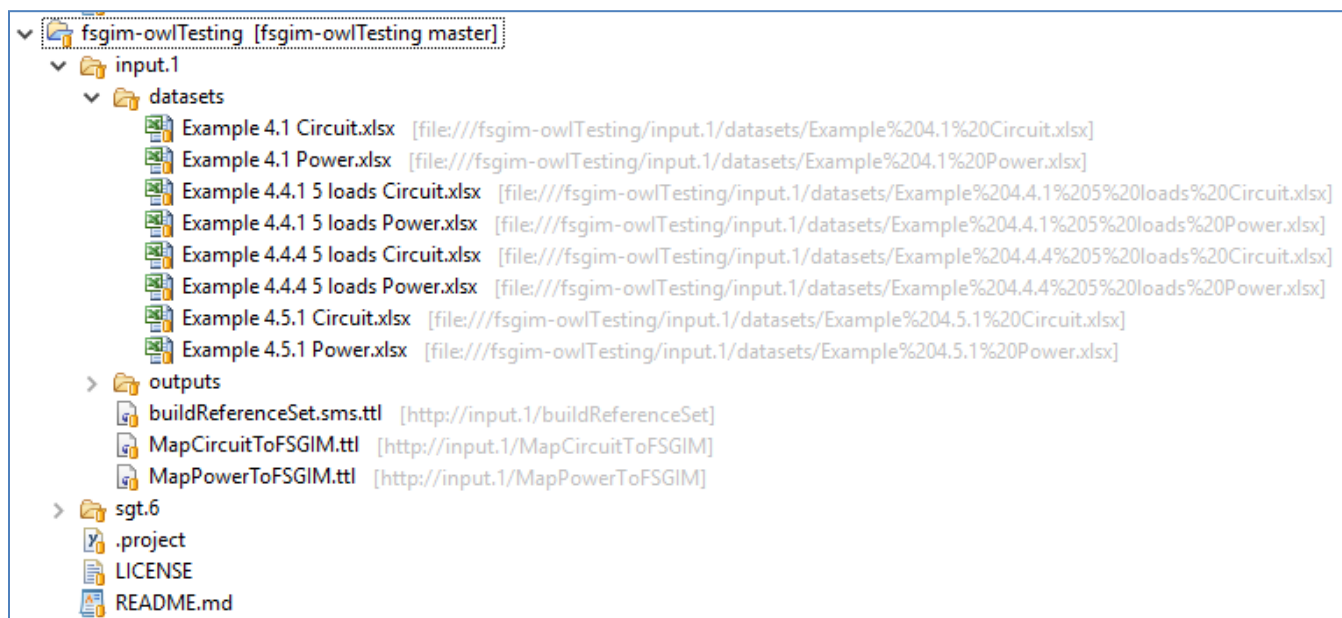 fsgim-owlTesting [fsgim-owlTesting master]
input.1
datasets
Example 4.1 Circuit.xlsx [file:///fsgim-owlTesting/input.1/datasets/Example%204.1%20Circuit.xlsx]
Example 4.1 Power.xlsx [file:///fsgim-owlTesting/input.1/datasets/Example%204.1%20Power.xlsx]
Example 4.4.1 5 loads Circuit.xlsx [file:///fsgim-owlTesting/input.1/datasets/Example%204.4.1%205%20loads%20Circuit.xlsx]
Example 4.4.1 5 loads Power.xlsx [file:///fsgim-owlTesting/input.1/datasets/Example%204.4.1%205%20loads%20Power.xlsx]
Example 4.4.4 5 loads Circuit.xlsx [file:///fsgim-owlTesting/input.1/datasets/Example%204.4.4%205%20loads%20Circuit.xlsx]
Example 4.4.4 5 loads Power.xlsx [file:///fsgim-owlTesting/input.1/datasets/Example%204.4.4%205%20loads%20Power.xlsx]
Example 4.5.1 Circuit.xlsx [file:///fsgim-owlTesting/input.1/datasets/Example%204.5.1%20Circuit.xlsx]
Example 4.5.1 Power.xlsx [file:///fsgim-owlTesting/input.1/datasets/Example%204.5.1%20Power.xlsx]
outputs
buildReferenceSet.sms.ttl [http://input.1/buildReferenceSet]
MapCircuitToFSGIM.ttl [http://input.1/MapCircuitToFSGIM]
MapPowerToFSGIM.ttl [http://input.1/MapPowerToFSGIM]
sgt.6
.project
LICENSE
README.md